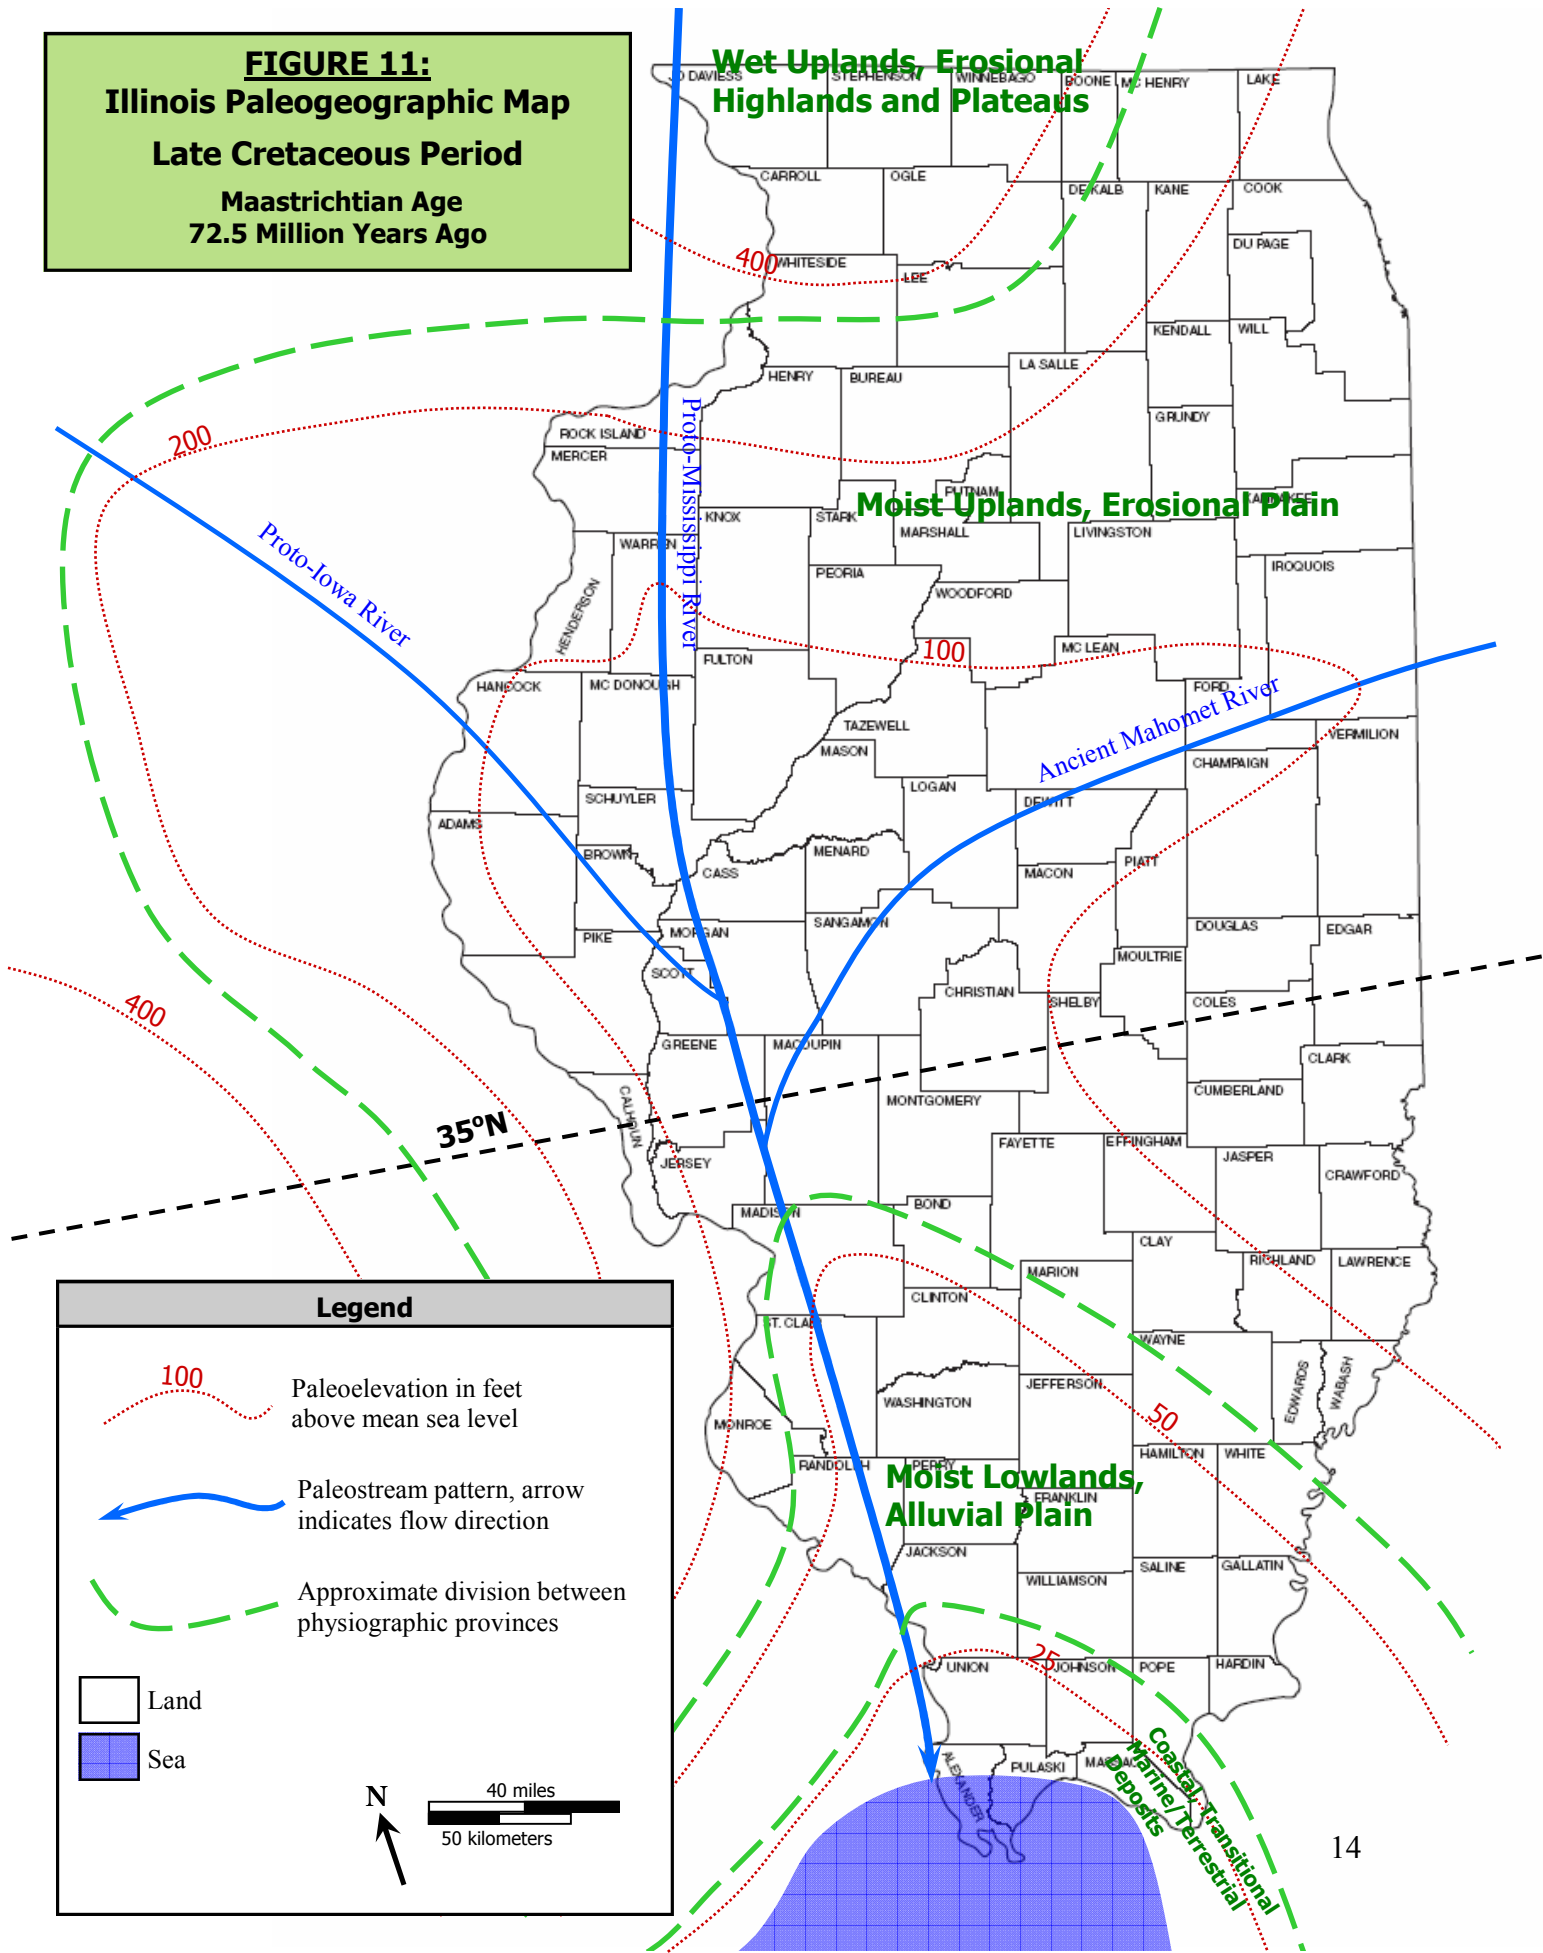 FIGURE 11:
Illinois Paleogeographic Map
Late Cretaceous Period
Maastrichtian Age
72.5 Million Years Ago
Wet Uplands, Erosional
Highlands and Plateaus
JO DAVIESS
STEPHENSON
WINNEBAGO
BOONE
MC HENRY
LAKE
CARROLL
OGLE
DE KALB
KANE
COOK
DU PAGE
400
WHITESIDE
LEE
KENDALL
WILL
LA SALLE
HENRY
BUREAU
GRUNDY
200
ROCK ISLAND
MERCER
Proto-Mississippi River
PUTNAM
KANKAKEE
Moist Uplands, Erosional Plain
KNOX
STARK
MARSHALL
LIVINGSTON
Proto-Iowa River
WARREN
PEORIA
IROQUOIS
HENDERSON
WOODFORD
100
MC LEAN
FULTON
HANCOCK
MC DONOUGH
FORD
Ancient Mahomet River
TAZEWELL
MASON
VERMILION
CHAMPAIGN
LOGAN
SCHUYLER
DEWITT
ADAMS
BROWN
MENARD
PIATT
CASS
MACON
PIKE
MORGAN
SANGAMON
DOUGLAS
EDGAR
MOULTRIE
SCOTT
CHRISTIAN
SHELBY
COLES
400
GREENE
MACOUPIN
CLARK
CUMBERLAND
CALHOUN
MONTGOMERY
35°N
FAYETTE
EFFINGHAM
JASPER
JERSEY
CRAWFORD
MADISON
BOND
CLAY
RICHLAND
LAWRENCE
MARION
CLINTON
ST. CLAIR
WAYNE
EDWARDS
WABASH
JEFFERSON
WASHINGTON
MONROE
50
HAMILTON
WHITE
RANDOLPH
PERRY
Moist Lowlands,
Alluvial Plain
FRANKLIN
JACKSON
WILLIAMSON
SALINE
GALLATIN
25
UNION
JOHNSON
POPE
HARDIN
ALEXANDER
PULASKI
MASSAC
Coastal, Transitional
Marine/Terrestrial
Deposits
Legend
100
Paleoelevation in feet
above mean sea level
Paleostream pattern, arrow
indicates flow direction
Approximate division between
physiographic provinces
Land
Sea
N
40 miles
50 kilometers
14